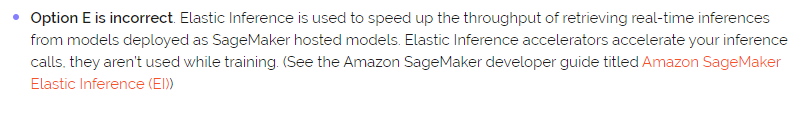 • Option E is incorrect. Elastic Inference is used to speed up the throughput of retrieving real-time inferences
from models deployed as SageMaker hosted models. Elastic Inference accelerators accelerate your inference
calls, they aren't used while training. (See the Amazon SageMaker developer guide titled Amazon SageMaker
Elastic Inference (EI))